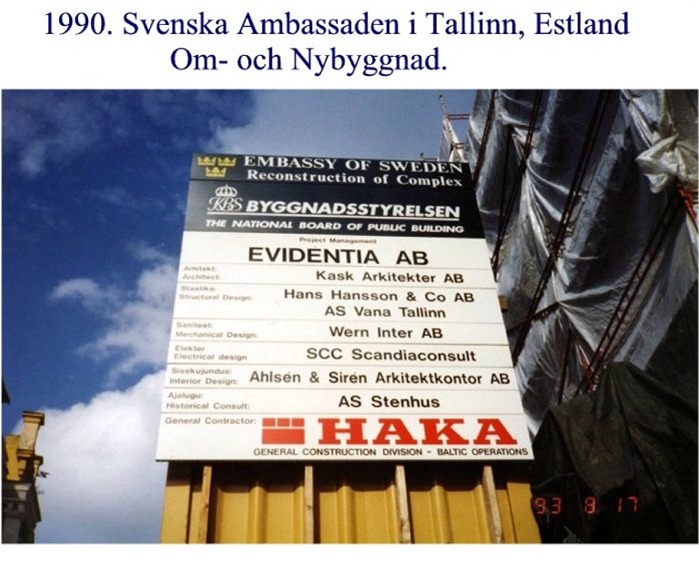 1990. Svenska Ambassaden i Tallinn, Estland
Om- och Nybyggnad.
EMBASSY OF SWEDEN
Reconstruction of Complex
KBS BYGGNADSSTYRELSEN
THE NATIONAL BOARD OF PUBLIC BUILDING
Project Management
EVIDENTIA AB
Arhitekt:
Architect: Kask Arkitekter AB
Staatika: Hans Hansson & Co AB
Structural Design: AS Vana Tallinn
Saniteet:
Mechanical Design: Wern Inter AB
Elekter
Electrical design SCC Scandiaconsult
Sisekujundus:
Interior Design: Ahlsén & Sirén Arkitektkontor AB
Ajalugu:
Historical Consult: AS Stenhus
General Contractor: HAKA
GENERAL CONSTRUCTION DIVISION - BALTIC OPERATIONS
93 8 17